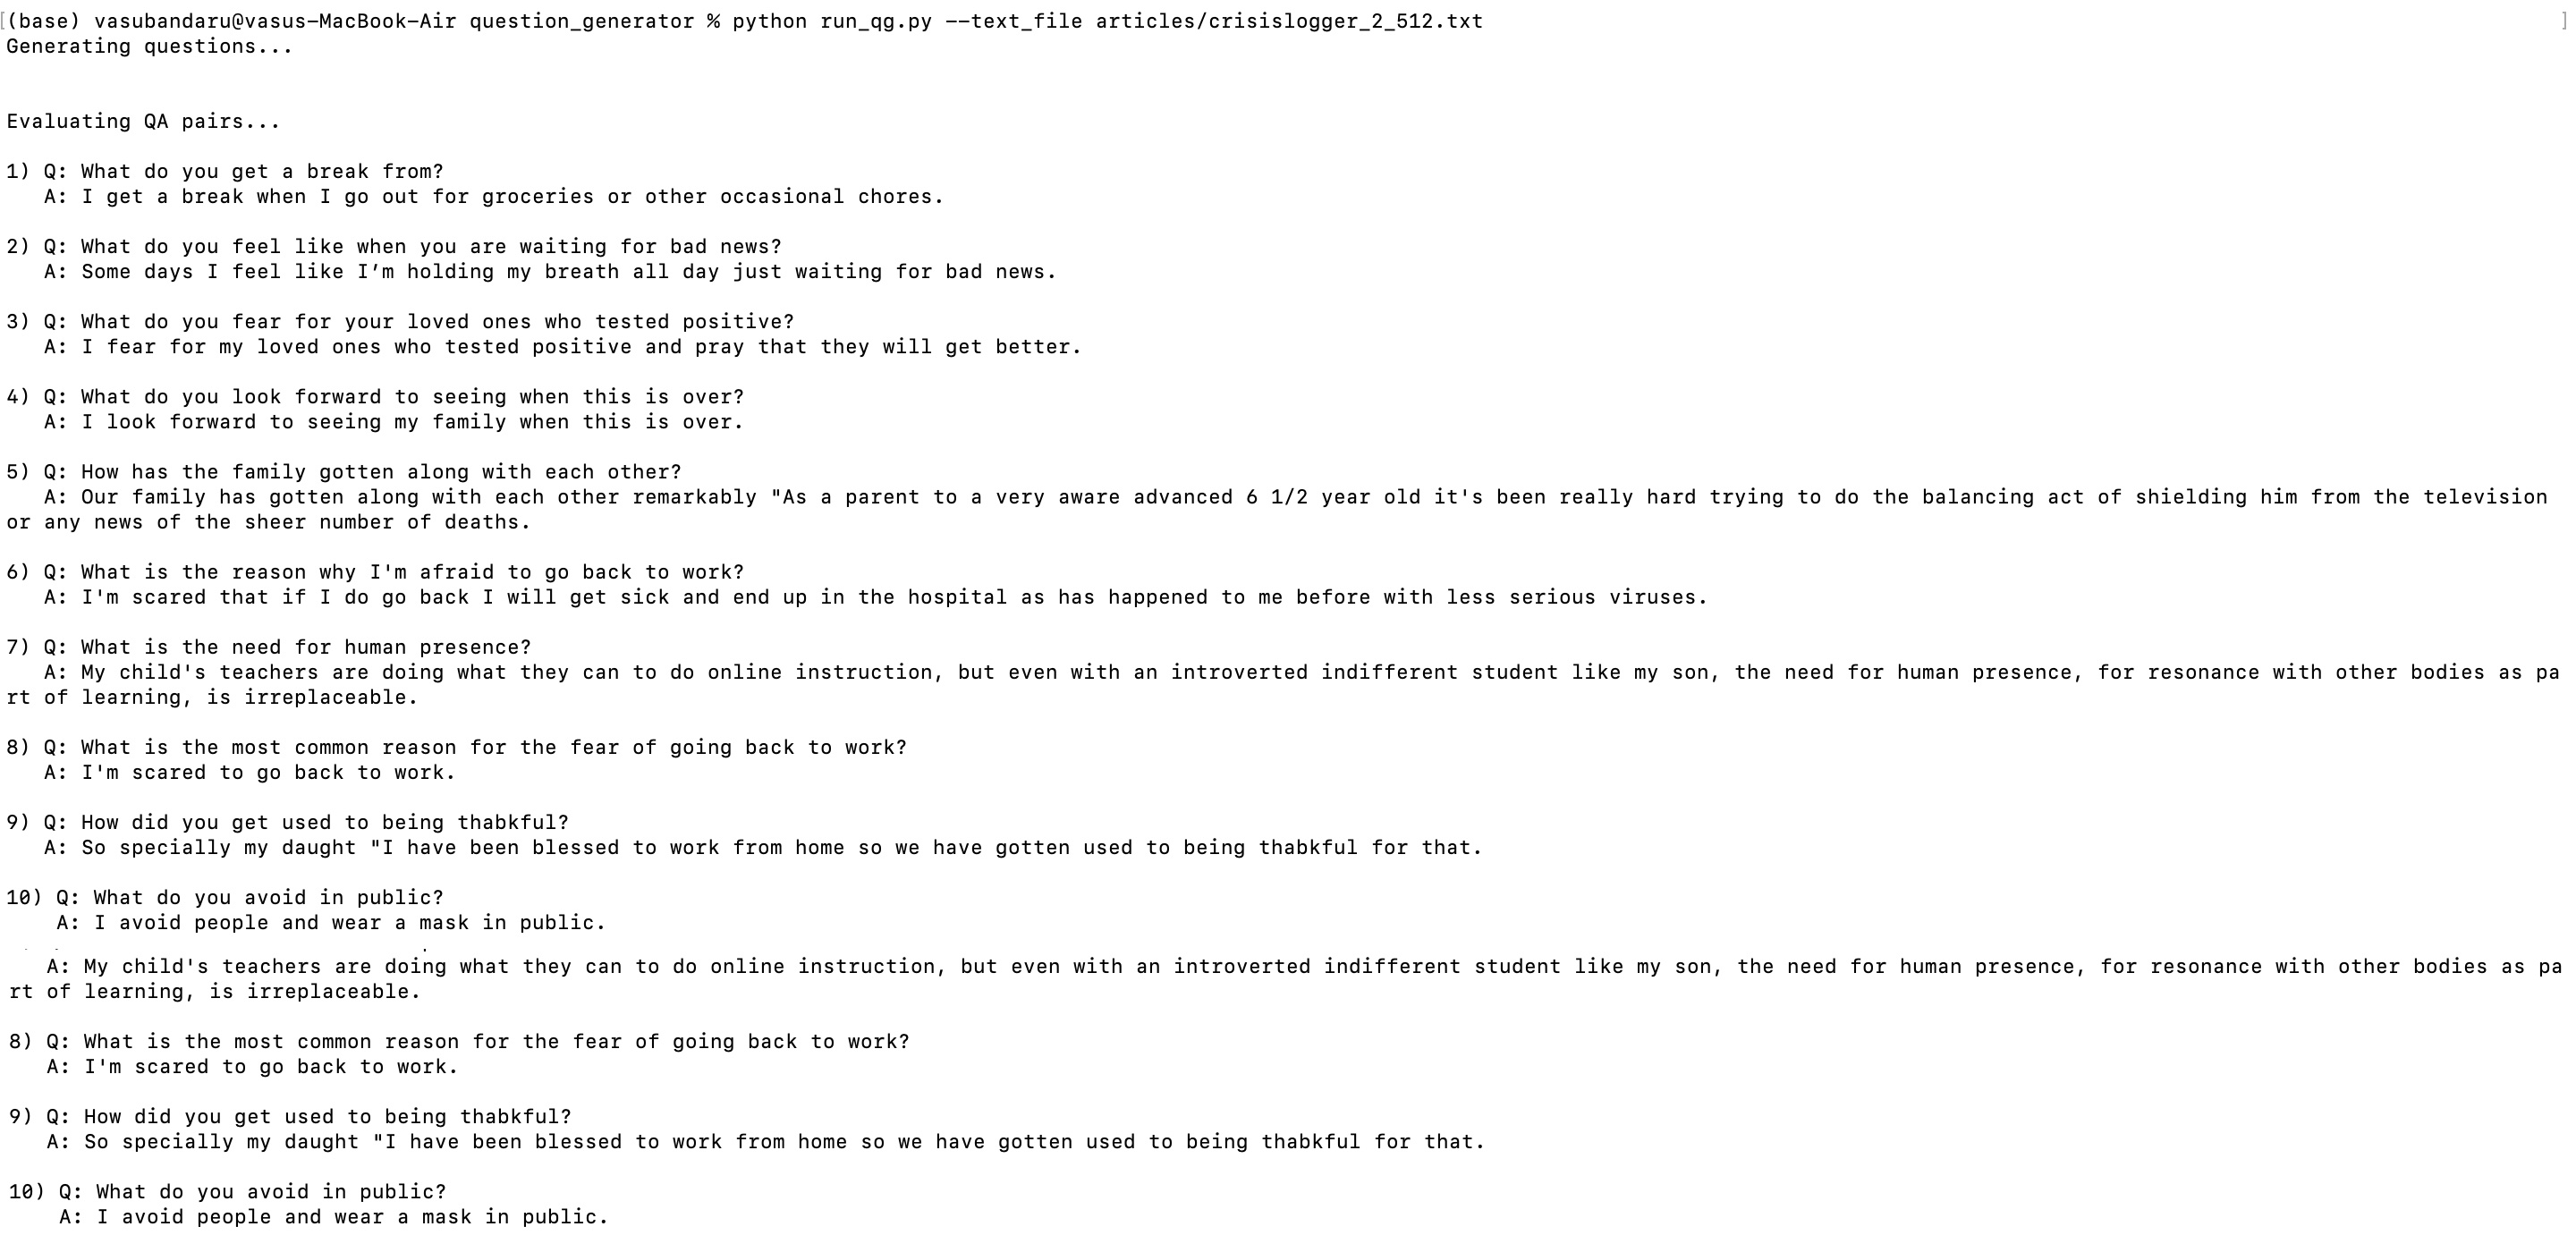 [(base) vasubandaru@vasus-MacBook-Air question_generator % python run_qg.py --text_file articles/crisislogger_2_512.txt ]
Generating questions...
Evaluating QA pairs...
1) Q: What do you get a break from?
A: I get a break when I go out for groceries or other occasional chores.
2) Q: What do you feel like when you are waiting for bad news?
A: Some days I feel like I’m holding my breath all day just waiting for bad news.
3) Q: What do you fear for your loved ones who tested positive?
A: I fear for my loved ones who tested positive and pray that they will get better.
4) Q: What do you look forward to seeing when this is over?
A: I look forward to seeing my family when this is over.
5) Q: How has the family gotten along with each other?
A: Our family has gotten along with each other remarkably "As a parent to a very aware advanced 6 1/2 year old it's been really hard trying to do the balancing act of shielding him from the television
or any news of the sheer number of deaths.
6) Q: What is the reason why I'm afraid to go back to work?
A: I'm scared that if I do go back I will get sick and end up in the hospital as has happened to me before with less serious viruses.
7) Q: What is the need for human presence?
A: My child's teachers are doing what they can to do online instruction, but even with an introverted indifferent student like my son, the need for human presence, for resonance with other bodies as pa
rt of learning, is irreplaceable.
8) Q: What is the most common reason for the fear of going back to work?
A: I'm scared to go back to work.
9) Q: How did you get used to being thabkful?
A: So specially my daught "I have been blessed to work from home so we have gotten used to being thabkful for that.
10) Q: What do you avoid in public?
A: I avoid people and wear a mask in public.
A: My child's teachers are doing what they can to do online instruction, but even with an introverted indifferent student like my son, the need for human presence, for resonance with other bodies as pa
rt of learning, is irreplaceable.
8) Q: What is the most common reason for the fear of going back to work?
A: I'm scared to go back to work.
9) Q: How did you get used to being thabkful?
A: So specially my daught "I have been blessed to work from home so we have gotten used to being thabkful for that.
10) Q: What do you avoid in public?
A: I avoid people and wear a mask in public.